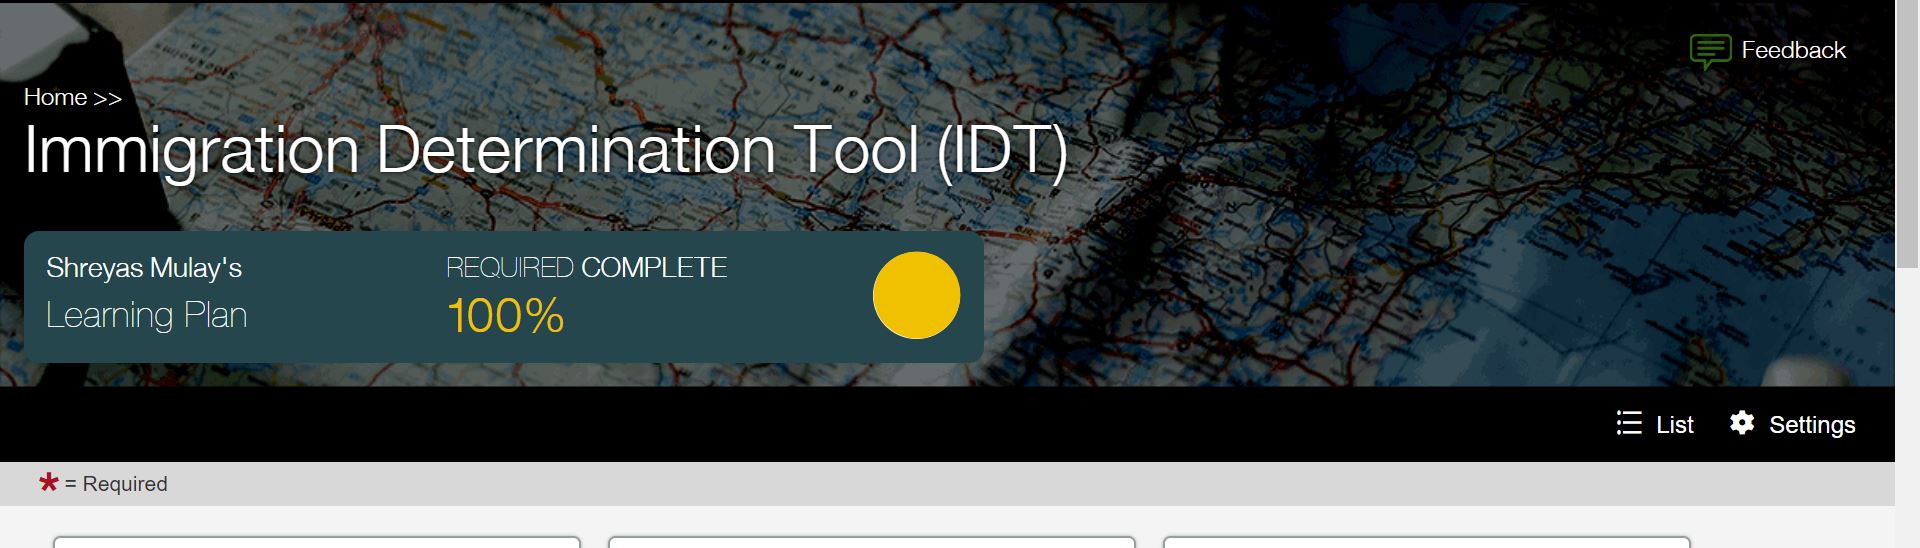 Feedback
Home >>
Immigration Determination Tool (IDT)
Shreyas Mulay's
Learning Plan
REQUIRED COMPLETE
100%
List
Settings
* = Required